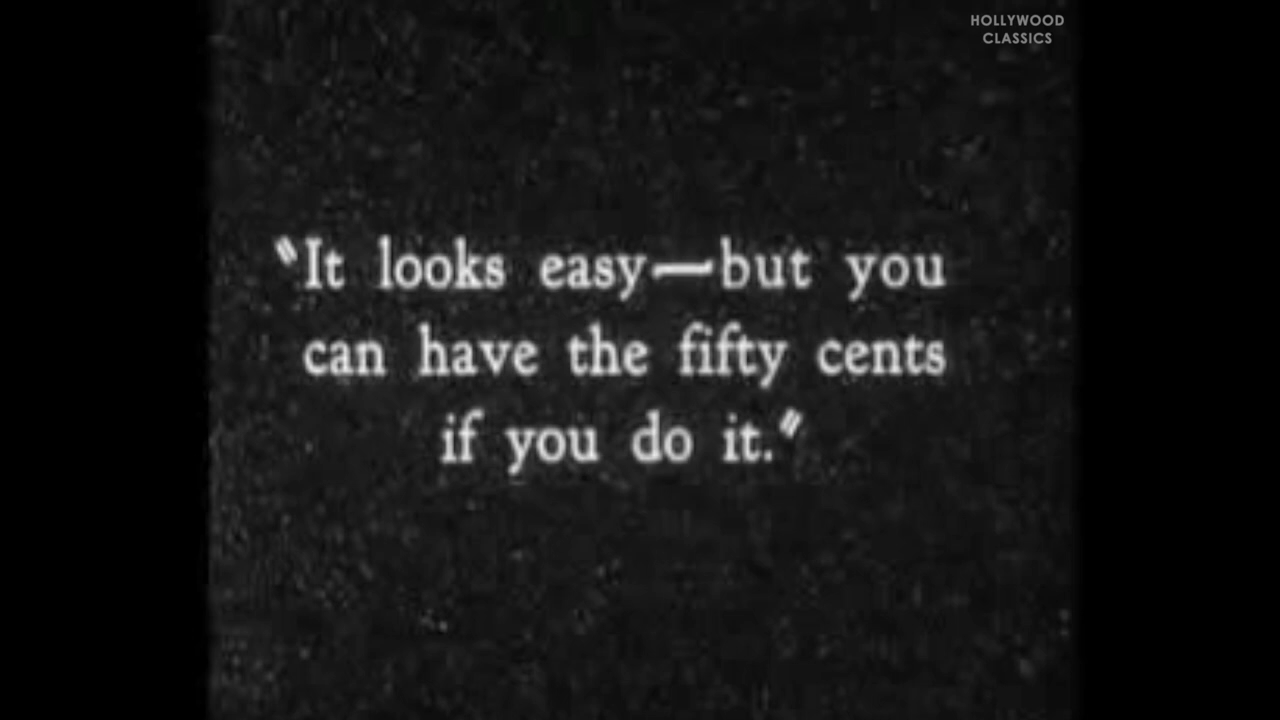 HOLLYWOOD
CLASSICS
"It looks easy—but you
can have the fifty cents
if you do it."